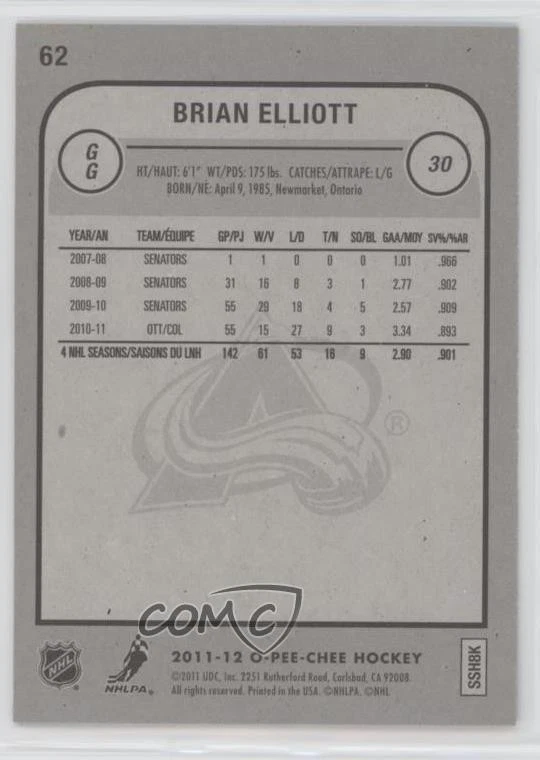 62
BRIAN ELLIOTT
G
G
HT/HAUT: 6'1" WT/PDS: 175 lbs. CATCHES/ATTRAPE: L/G
BORN/NÉ: April 9, 1985, Newmarket, Ontario
30
YEAR/AN TEAM/ÉQUIPE GP/PJ W/V L/D T/N SO/BL GAA/MOY SV%/%AR
2007-08 SENATORS 1 1 0 0 0 1.01 .966
2008-09 SENATORS 31 16 8 3 1 2.77 .902
2009-10 SENATORS 55 29 18 4 5 2.57 .909
2010-11 OTT/COL 55 15 27 9 3 3.34 .893
4 NHL SEASONS/SAISONS DU LNH 142 61 53 16 9 2.90 .901
®
COMC
NHL
NHLPA®
2011-12 O-PEE-CHEE HOCKEY
©2011 UDC, Inc. 2251 Rutherford Road, Carlsbad, CA 92008.
All rights reserved. Printed in the USA. ©NHLPA. ©NHL
SSH8K